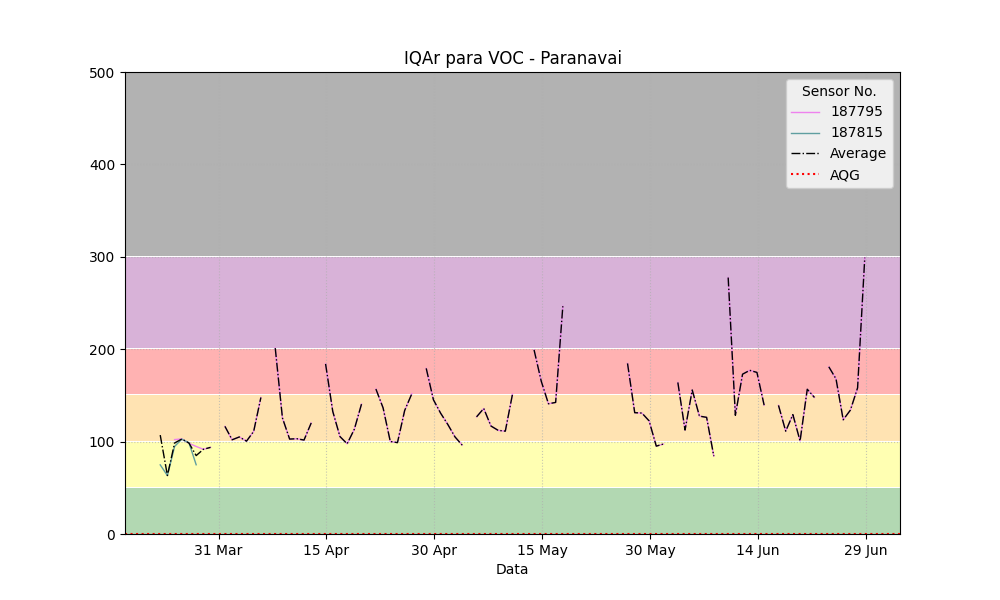 IQAr para VOC - Paranavai
500
400
300
200
100
0
Sensor No.
187795
187815
Average
AQG
31 Mar
15 Apr
30 Apr
15 May
30 May
14 Jun
29 Jun
Data